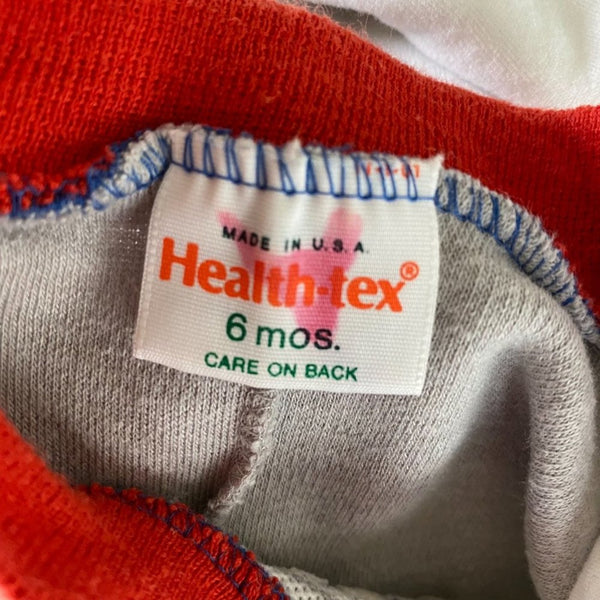 MADE IN U.S.A.
Health-tex®
6 mos.
CARE ON BACK